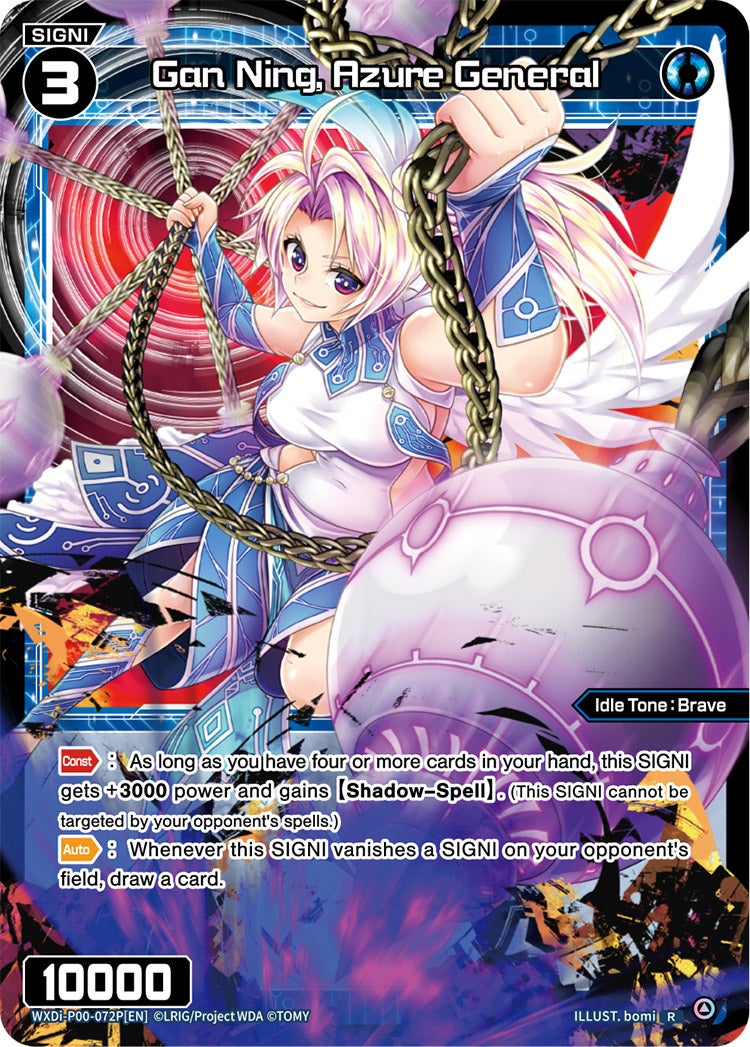 SIGNI
3
Gan Ning, Azure General
Idle Tone : Brave
Const : As long as you have four or more cards in your hand, this SIGNI
gets +3000 power and gains 【Shadow–Spell】. (This SIGNI cannot be
targeted by your opponent's spells.)
Auto : Whenever this SIGNI vanishes a SIGNI on your opponent's
field, draw a card.
10000
WXDi-P00-072P[EN] ©LRIG/Project WDA ©TOMY
ILLUST. bomi R